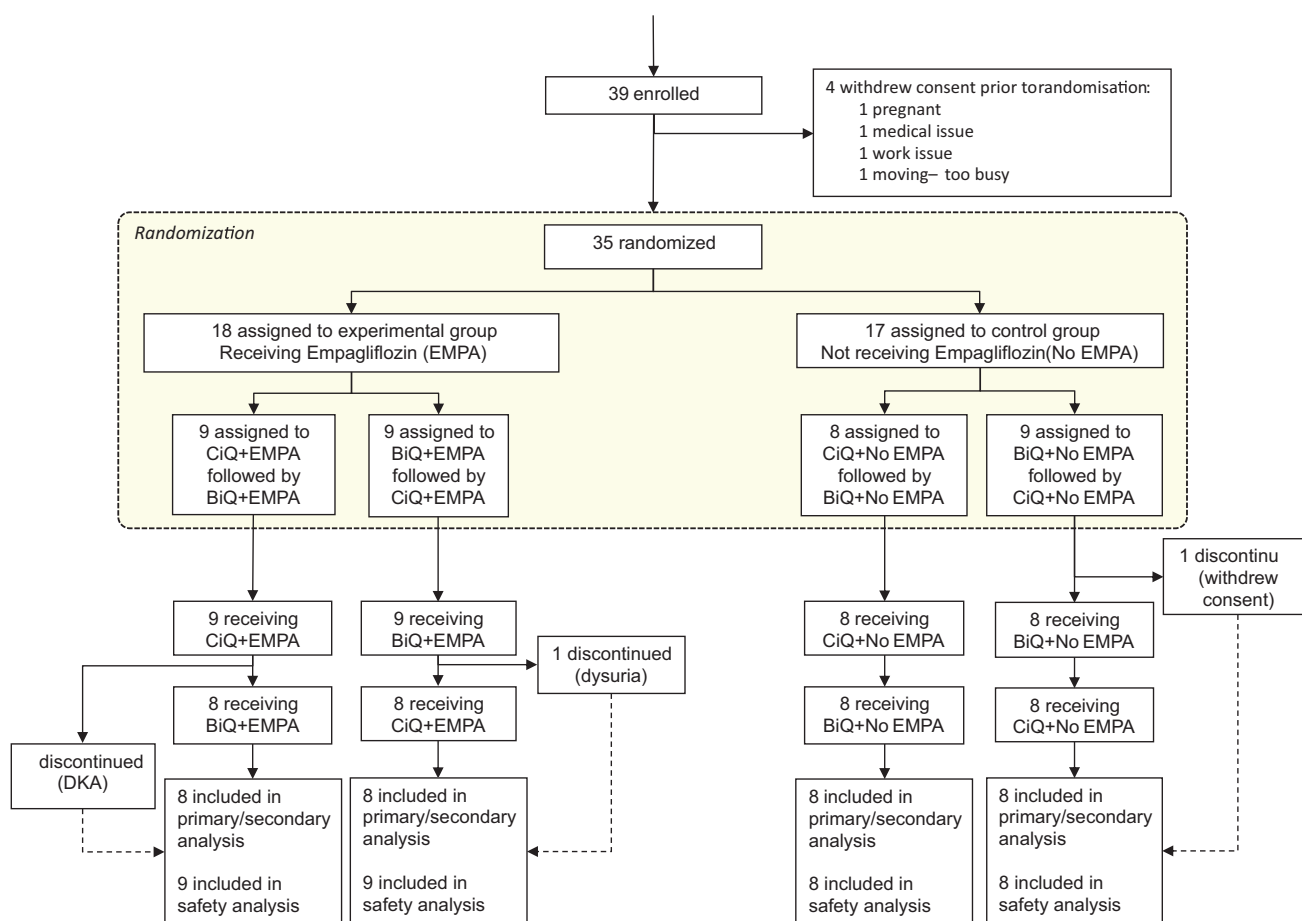 39 enrolled
4 withdrew consent prior torandomisation:
1 pregnant
1 medical issue
1 work issue
1 moving– too busy
Randomization
35 randomized
18 assigned to experimental group
Receiving Empagliflozin (EMPA)
17 assigned to control group
Not receiving Empagliflozin(No EMPA)
9 assigned to
CiQ+EMPA
followed by
BiQ+EMPA
9 assigned to
BiQ+EMPA
followed by
CiQ+EMPA
8 assigned to
CiQ+No EMPA
followed by
BiQ+No EMPA
9 assigned to
BiQ+No EMPA
followed by
CiQ+No EMPA
1 discontinu
(withdrew
consent)
9 receiving
CiQ+EMPA
9 receiving
BiQ+EMPA
8 receiving
CiQ+No EMPA
8 receiving
BiQ+No EMPA
1 discontinued
(dysuria)
8 receiving
BiQ+EMPA
8 receiving
CiQ+EMPA
8 receiving
BiQ+No EMPA
8 receiving
CiQ+No EMPA
discontinued
(DKA)
8 included in
primary/secondary
analysis
9 included in
safety analysis
8 included in
primary/secondary
analysis
9 included in
safety analysis
8 included in
primary/secondary
analysis
8 included in
safety analysis
8 included in
primary/secondary
analysis
8 included in
safety analysis